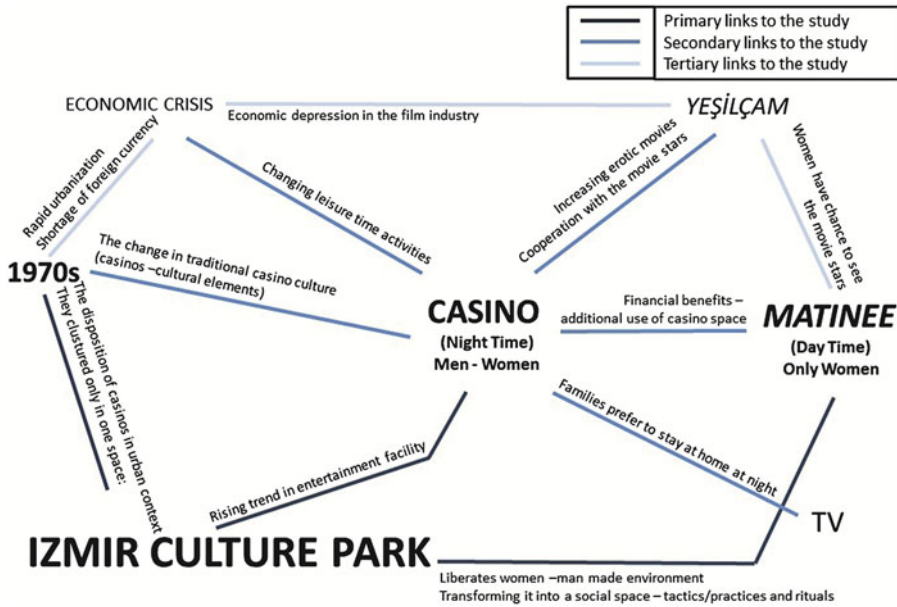 Primary links to the study
Secondary links to the study
Tertiary links to the study
ECONOMIC CRISIS
Economic depression in the film industry
YEŞİLÇAM
Rapid urbanization
Shortage of foreign currency
Changing leisure time activities
Increasing erotic movies
Cooperation with the movie stars
Women have chance to see
the movie stars
1970s
The change in traditional casino culture
(casinos –cultural elements)
CASINO
(Night Time)
Men - Women
Financial benefits –
additional use of casino space
MATINEE
(Day Time)
Only Women
The disposition of casinos in urban context
They clustured only in one space:
Rising trend in entertainment facility
Families prefer to stay at home at night
TV
IZMIR CULTURE PARK
Liberates women –man made environment
Transforming it into a social space – tactics/practices and rituals